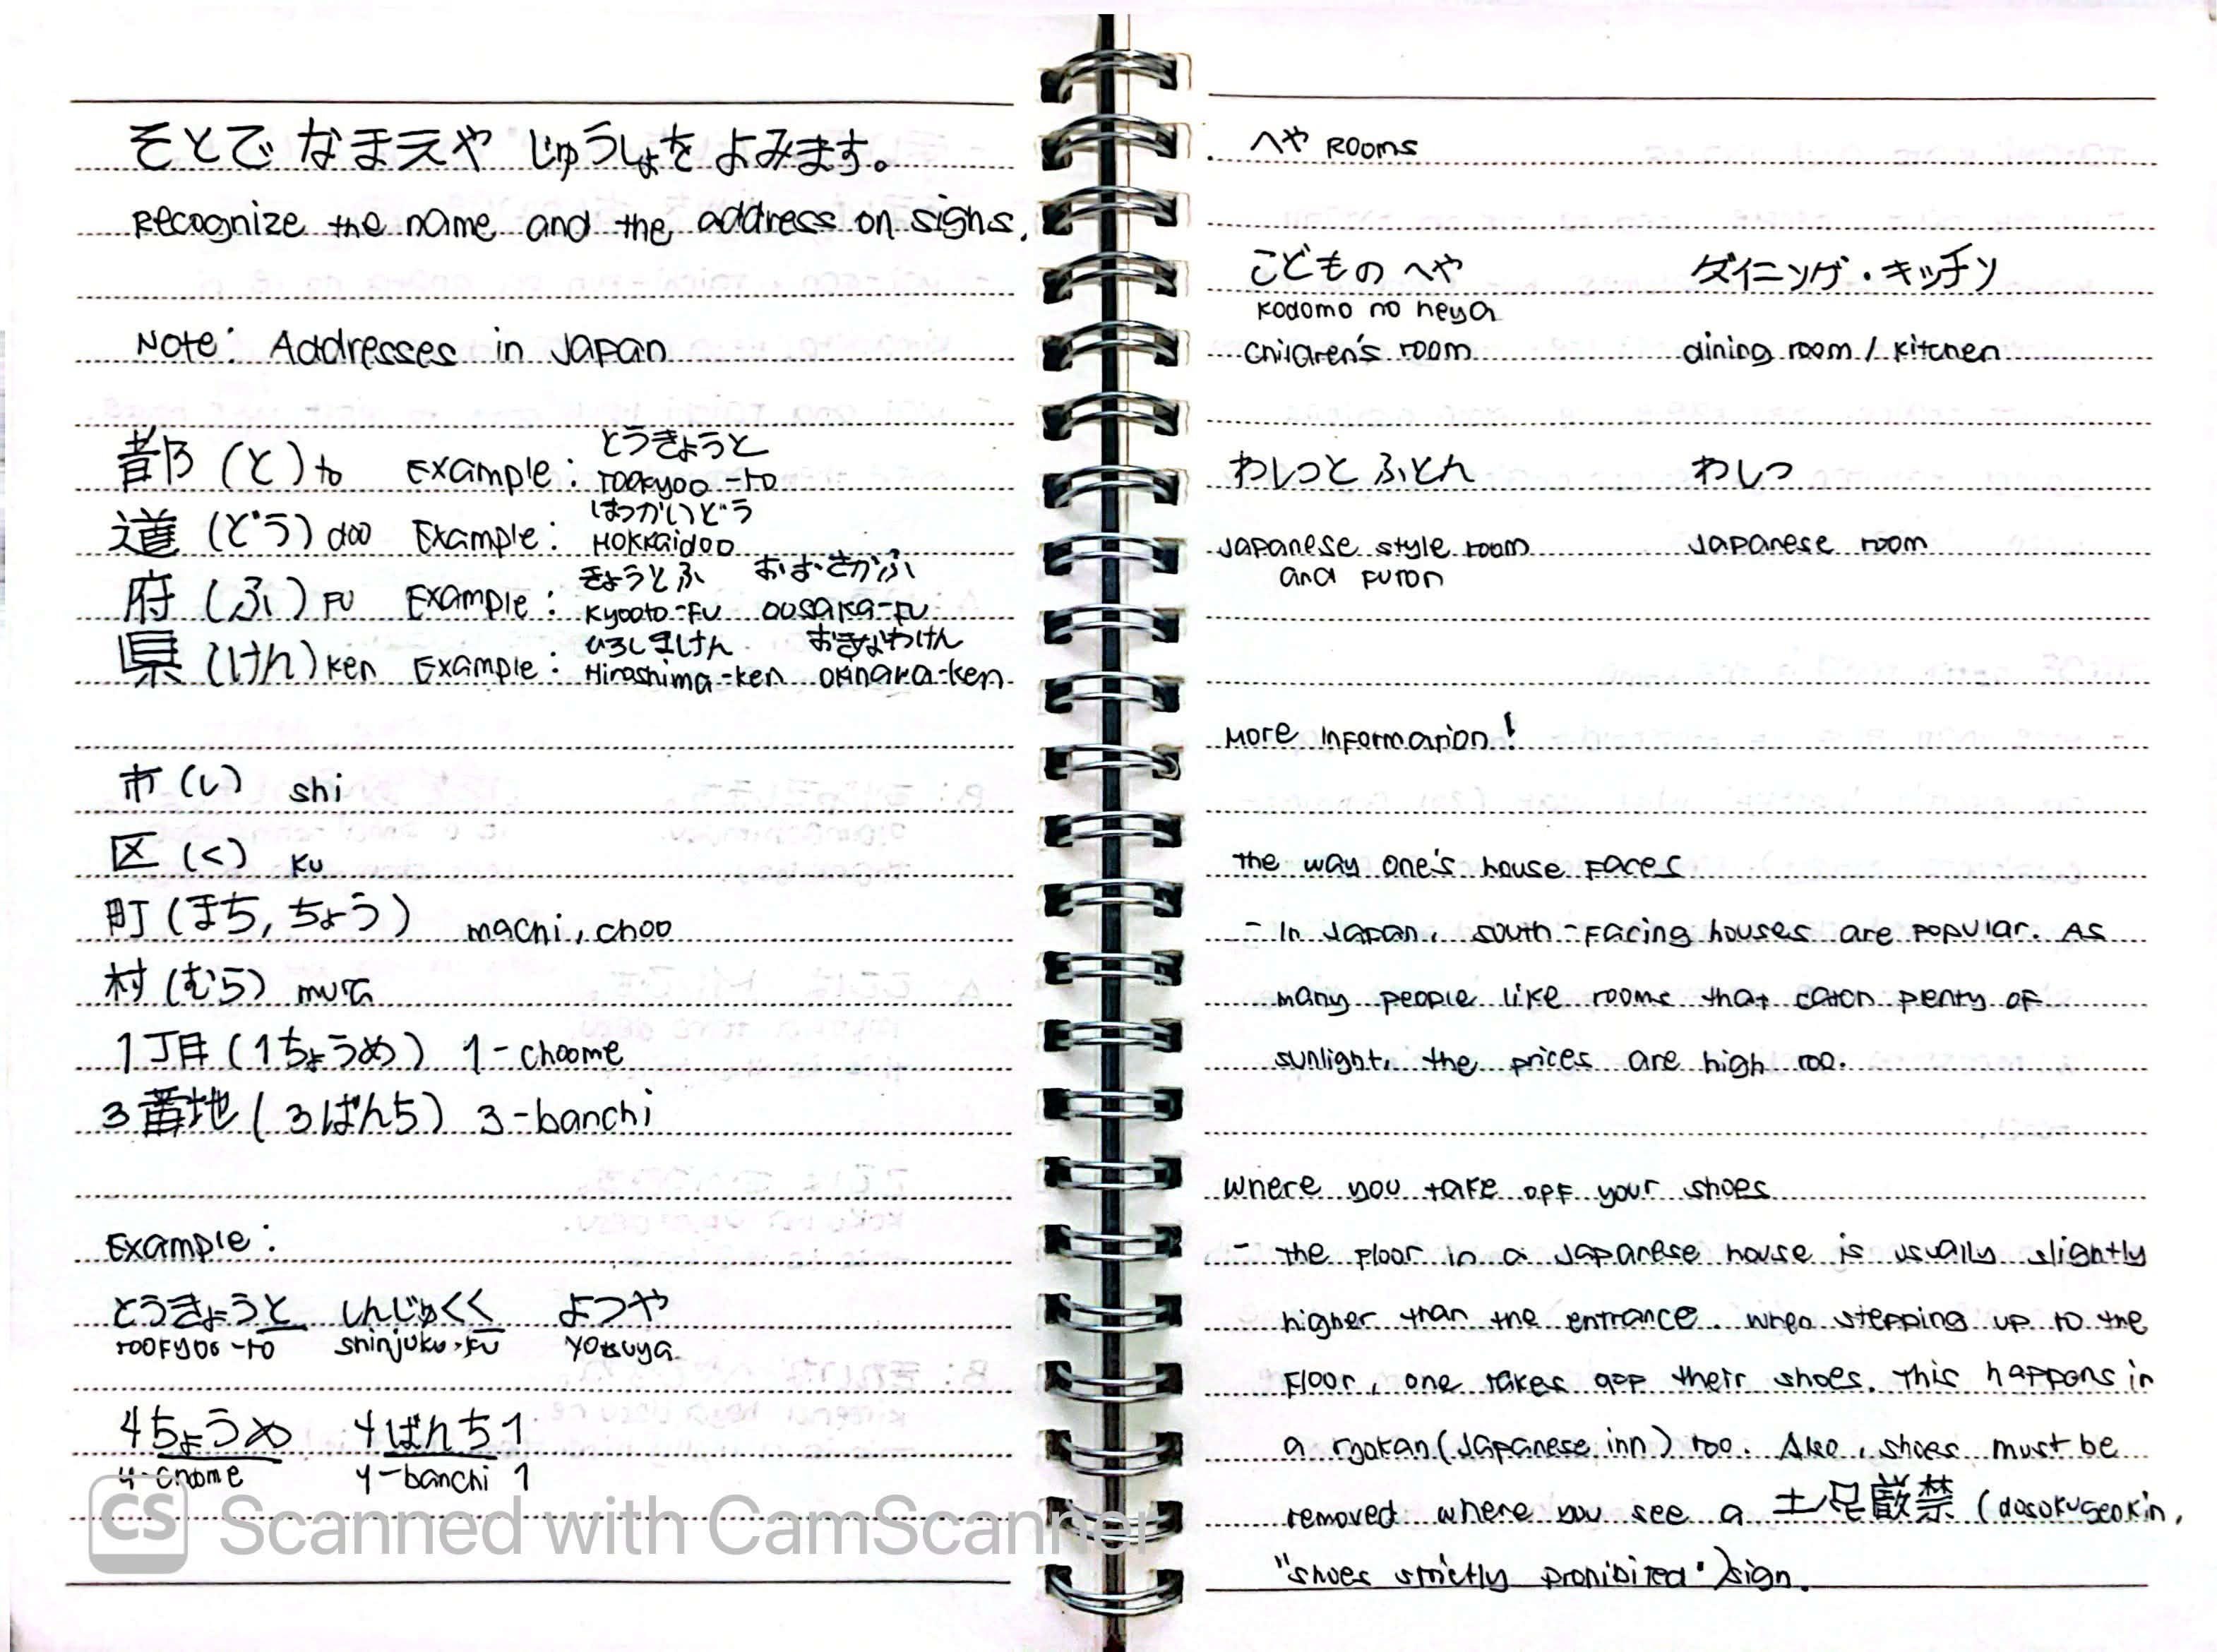 そとで なまえや じゅうしょを よみます。
Recognize the name and the address on signs.
Note: Addresses in Japan
都 (と) to Example: とうきょうと
Tookyoo-to
道 (どう) doo Example: ほっかいどう
Hokkaidoo
府 (ふ) Fu Example: きょうとふ おおさかふ
Kyooto-Fu Oosaka-Fu
県 (けん) ken Example: ひろしまけん おきなわけん
Hiroshima-ken Okinawa-ken
市 (し) shi
区 (く) ku
町 (まち, ちょう) machi, choo
村 (むら) mura
1丁目 (1ちょうめ) 1-choome
3番地 (3ばんち) 3-banchi
Example:
とうきょうと しんじゅくく よつや
Tookyoo-to Shinjuku-ku Yotsuya
4ちょうめ 4ばんち1
4-choome 4-banchi 1
へや Rooms
こどものへや ダイニング・キッチン
kodomo no heya
children's room dining room / kitchen
わしつと ふとん わしつ
Japanese style room Japanese room
and futon
More Information!
The way one's house faces
- In Japan, south-facing houses are popular. As
many people like rooms that catch plenty of
sunlight, the prices are high too.
Where you take off your shoes
- The floor in a Japanese house is usually slightly
higher than the entrance. When stepping up to the
floor, one takes off their shoes. This happens in
a ryokan (Japanese inn) too. Also, shoes must be
removed where you see a 土足厳禁 (dosokugenkin,
"shoes strictly prohibited") sign.
CS Scanned with CamScanner